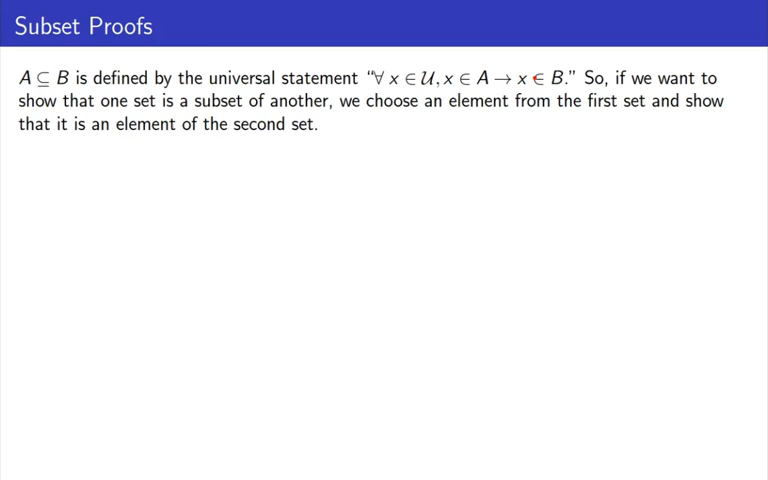 Subset Proofs
A ⊆ B is defined by the universal statement “∀ x ∈ 𝒰, x ∈ A → x ∈ B.” So, if we want to
show that one set is a subset of another, we choose an element from the first set and show
that it is an element of the second set.